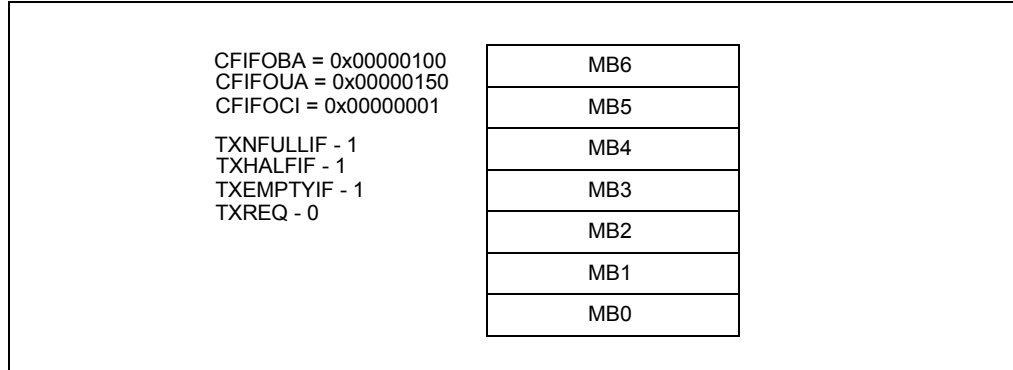 CFIFOBA = 0x00000100
CFIFOUA = 0x00000150
CFIFOCI = 0x00000001
TXNFULLIF - 1
TXHALFIF - 1
TXEMPTYIF - 1
TXREQ - 0
MB6
MB5
MB4
MB3
MB2
MB1
MB0